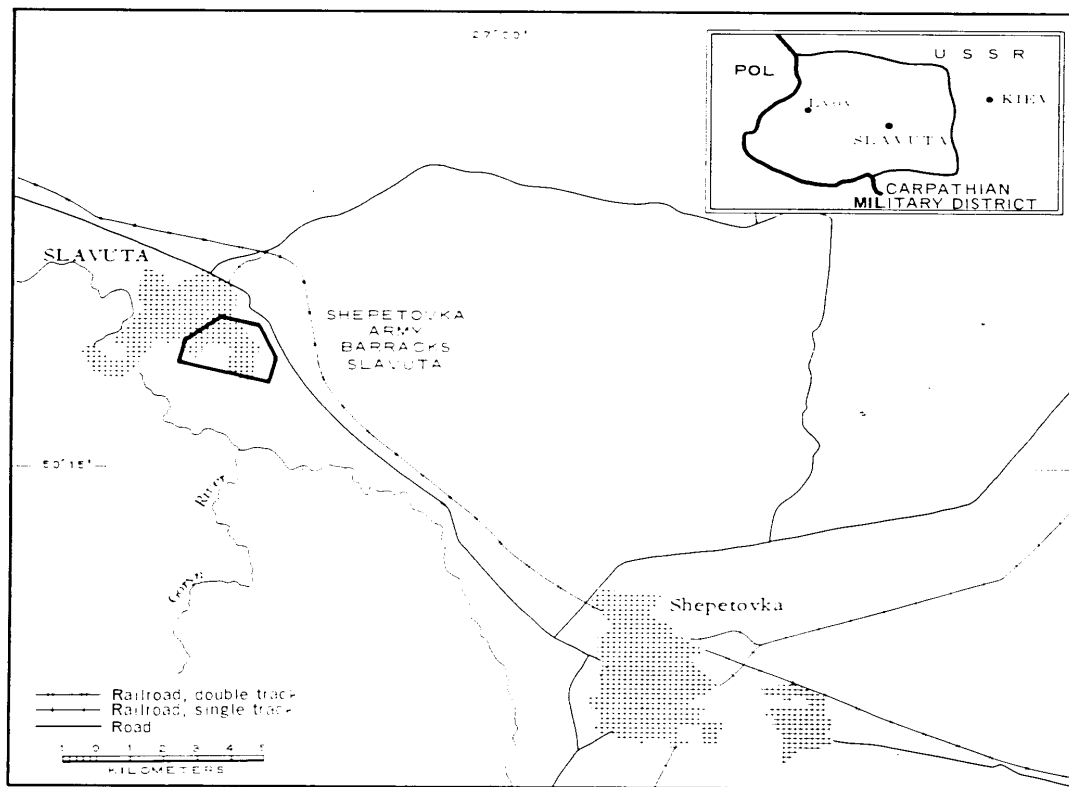 27°00'
U S S R
POL
KIEV
LVOV
SLAVUTA
CARPATHIAN
MILITARY DISTRICT
SLAVUTA
SHEPETOVKA
ARMY
BARRACKS
SLAVUTA
50°15'
River
Goryn
Shepetovka
Railroad, double track
Railroad, single track
Road
1 0 1 2 3 4 5
KILOMETERS